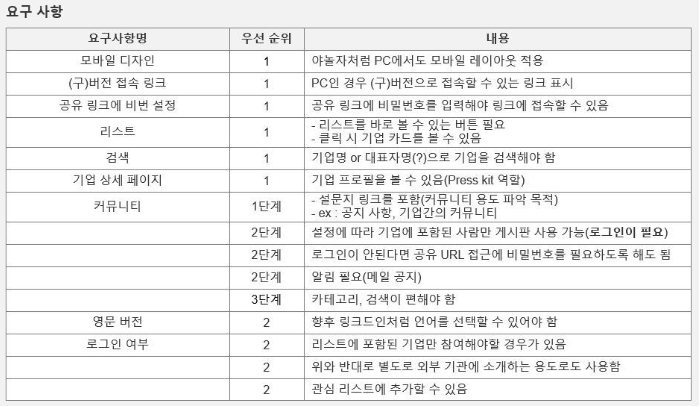 요구 사항
요구사항명 우선 순위 내용
모바일 디자인 1 야놀자처럼 PC에서도 모바일 레이아웃 적용
(구)버전 접속 링크 1 PC인 경우 (구)버전으로 접속할 수 있는 링크 표시
공유 링크에 비번 설정 1 공유 링크에 비밀번호를 입력해야 링크에 접속할 수 있음
리스트 1 - 리스트를 바로 볼 수 있는 버튼 필요
- 클릭 시 기업 카드를 볼 수 있음
검색 1 기업명 or 대표자명(?)으로 기업을 검색해야 함
기업 상세 페이지 1 기업 프로필을 볼 수 있음(Press kit 역할)
커뮤니티 1단계 - 설문지 링크를 포함(커뮤니티 용도 파악 목적)
- ex : 공지 사항, 기업간의 커뮤니티
2단계 설정에 따라 기업에 포함된 사람만 게시판 사용 가능(로그인이 필요)
2단계 로그인이 안된다면 공유 URL 접근에 비밀번호를 필요하도록 해도 됨
2단계 알림 필요(메일 공지)
3단계 카테고리, 검색이 편해야 함
영문 버전 2 향후 링크드인처럼 언어를 선택할 수 있어야 함
로그인 여부 2 리스트에 포함된 기업만 참여해야할 경우가 있음
2 위와 반대로 별도로 외부 기관에 소개하는 용도로도 사용함
2 관심 리스트에 추가할 수 있음